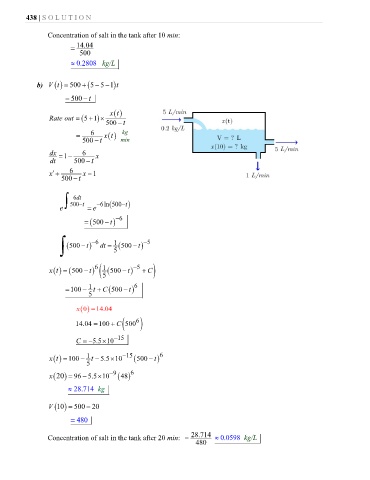 438 | S O L U T I O N
Concentration of salt in the tank after 10 min:
= 14.04/500
≈ 0.2808 kg/L
b) V(t) = 500 + (5 − 5 − 1)t
= 500 − t
Rate out = (5 + 1) × x(t)/(500 − t)
= 6/(500 − t) x(t) kg/min
dx/dt = 1 − 6/(500 − t) x
x′ + 6/(500 − t) x = 1
e^∫ 6dt/(500−t) = e^−6ln(500−t)
= (500 − t)^−6
∫ (500 − t)^−6 dt = 1/5 (500 − t)^−5
x(t) = (500 − t)^6 (1/5 (500 − t)^−5 + C)
= 100 − 1/5 t + C(500 − t)^6
x(0) = 14.04
14.04 = 100 + C(500^6)
C = −5.5×10^−15
x(t) = 100 − 1/5 t − 5.5×10^−15 (500 − t)^6
x(20) = 96 − 5.5×10^−9 (48)^6
≈ 28.714 kg
V(10) = 500 − 20
= 480
Concentration of salt in the tank after 20 min: = 28.714/480 ≈ 0.0598 kg/L
5 L/min
0.2 kg/L
x(t)
V = ? L
x(10) = ? kg
5 L/min
1 L/min